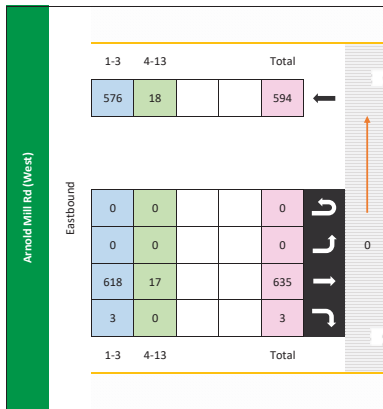 1-3 4-13 Total
576 18 594
Arnold Mill Rd (West)
Eastbound
0 0 0
0 0 0
0
618 17 635
3 0 3
1-3 4-13 Total